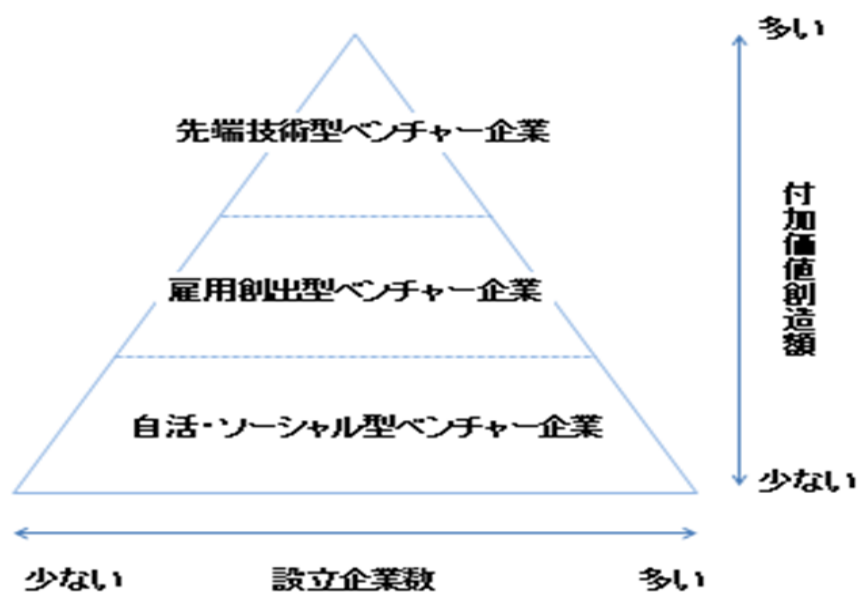 多い
先端技術型ベンチャー企業
付加価値創造額
雇用創出型ベンチャー企業
自活・ソーシャル型ベンチャー企業
少ない
少ない 設立企業数 多い